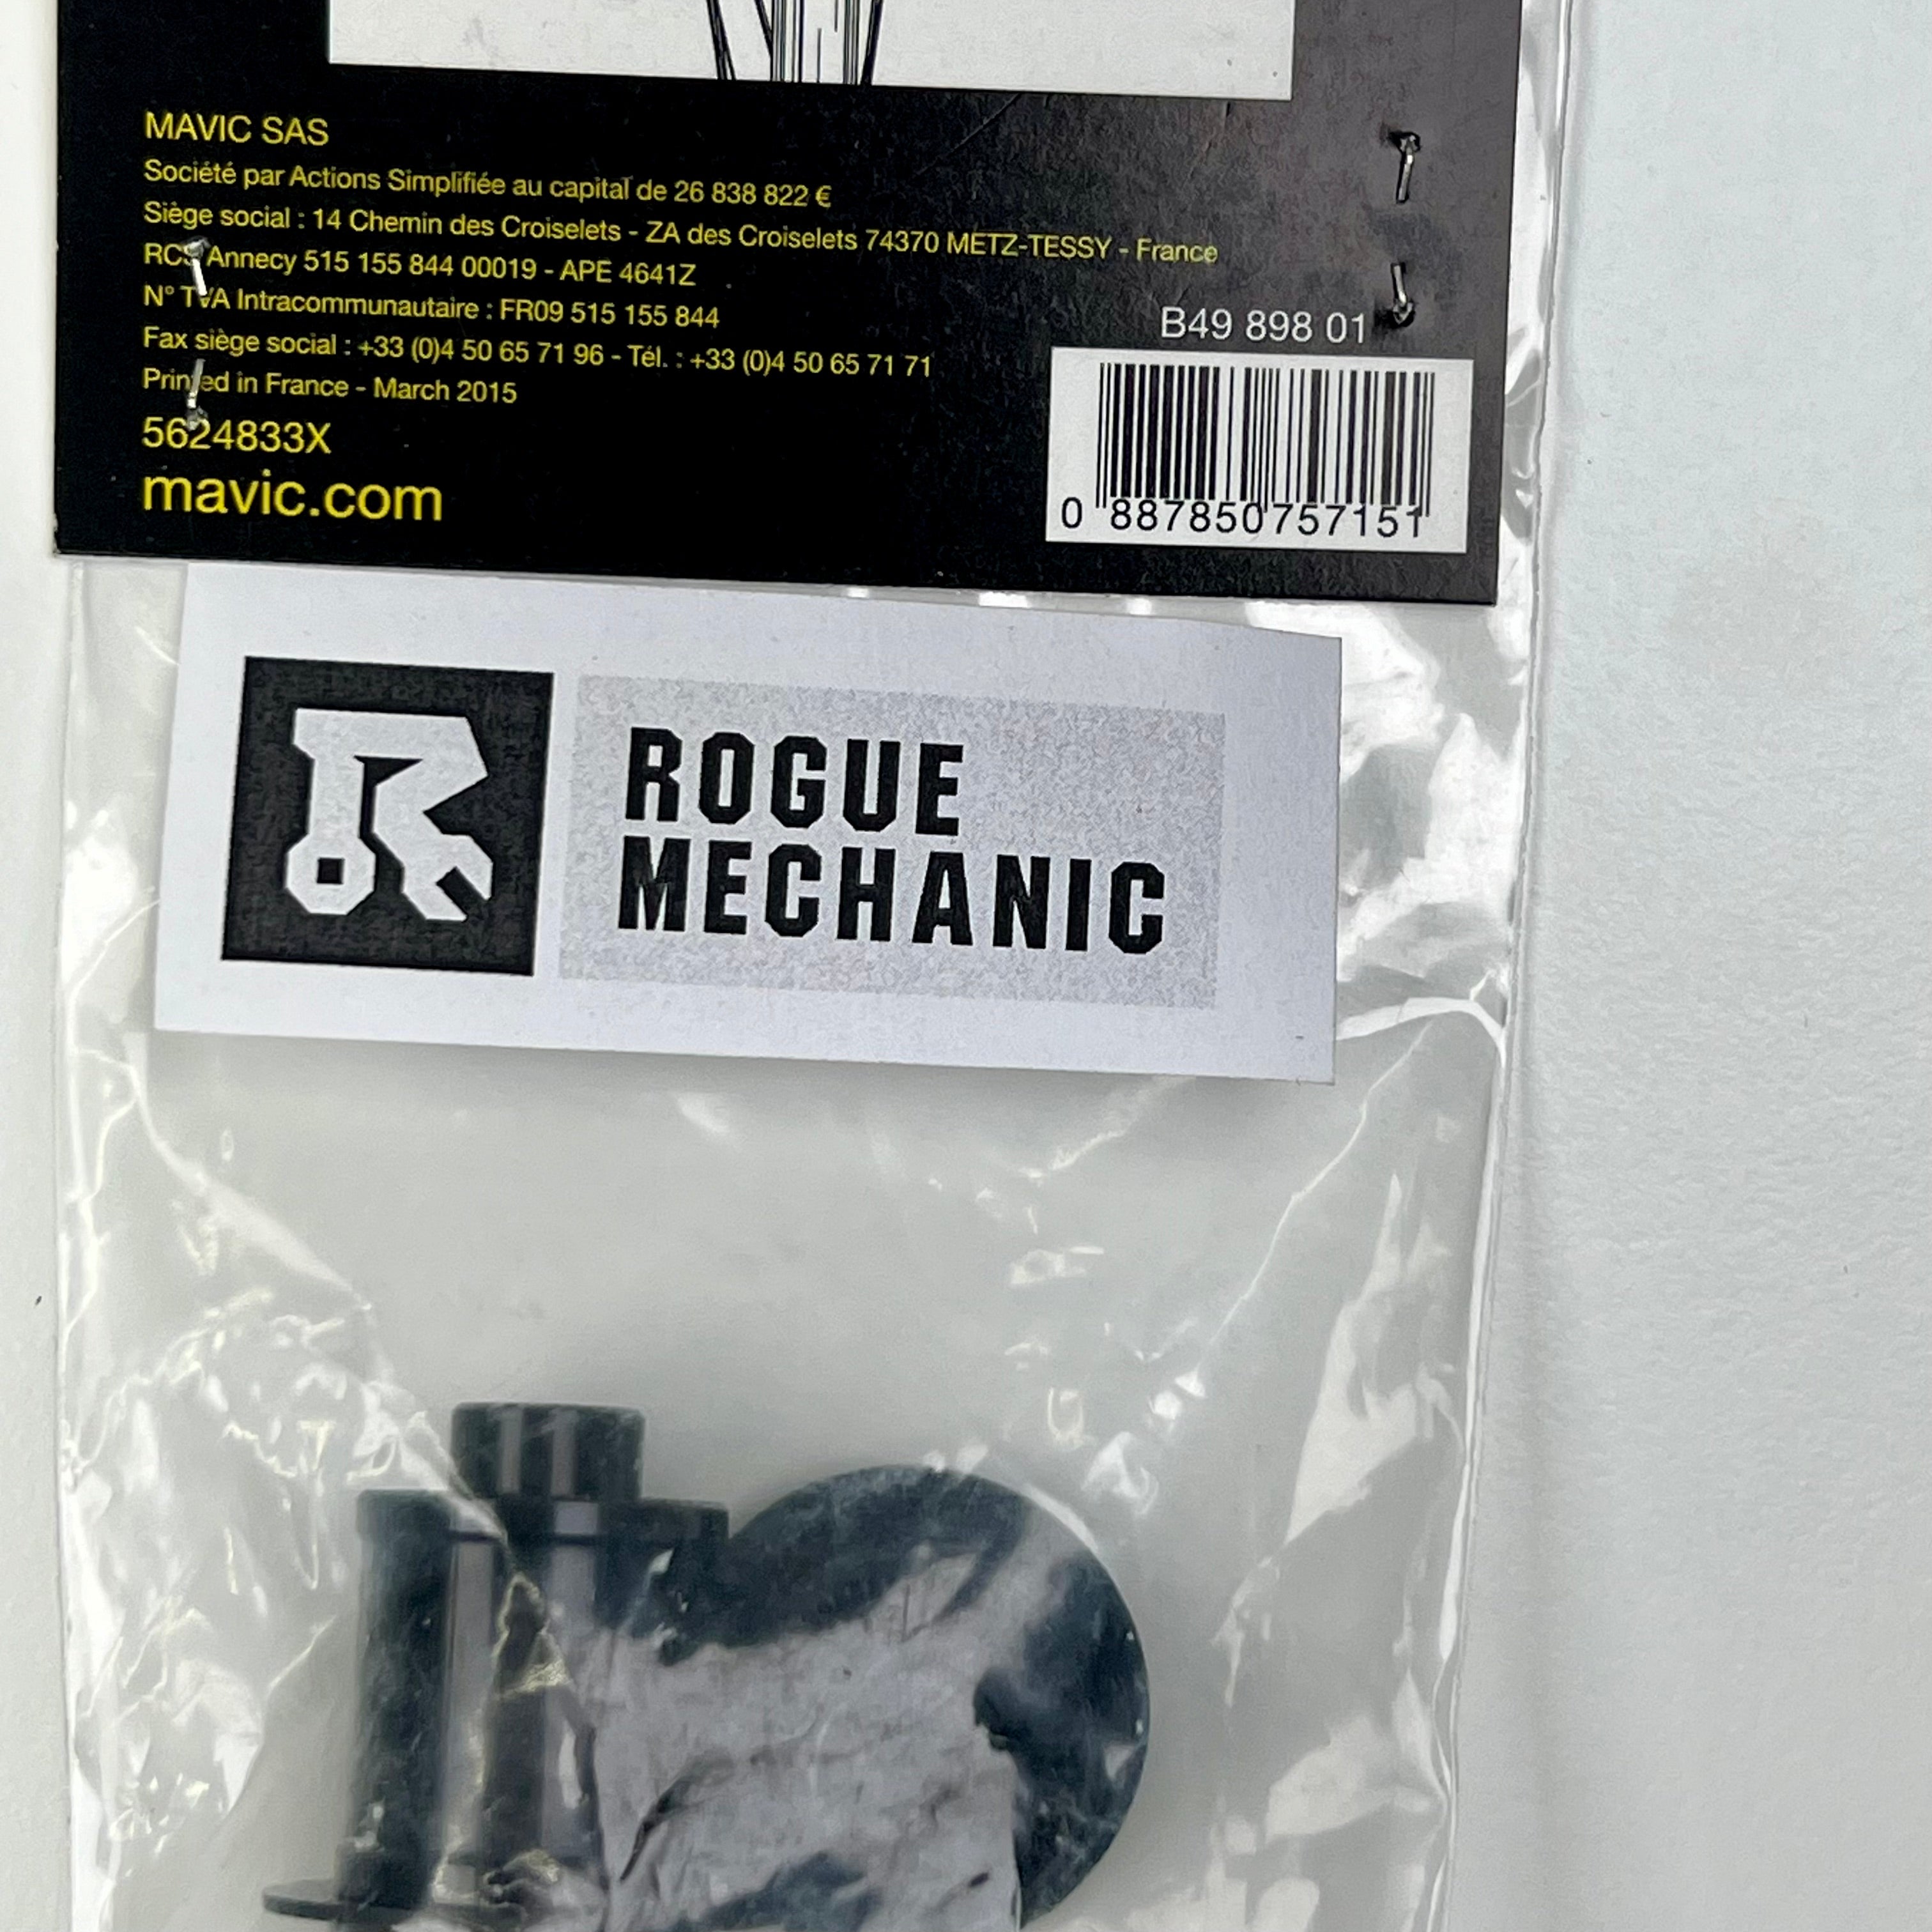 MAVIC SAS
Société par Actions Simplifiée au capital de 26 838 822 €
Siège social : 14 Chemin des Croiselets - ZA des Croiselets 74370 METZ-TESSY - France
RCS Annecy 515 155 844 00019 - APE 4641Z
N° TVA Intracommunautaire : FR09 515 155 844
Fax siège social : +33 (0)4 50 65 71 96 - Tél. : +33 (0)4 50 65 71 71
Printed in France - March 2015
5624833X
mavic.com
B49 898 01
0 887850757151
ROGUE
MECHANIC